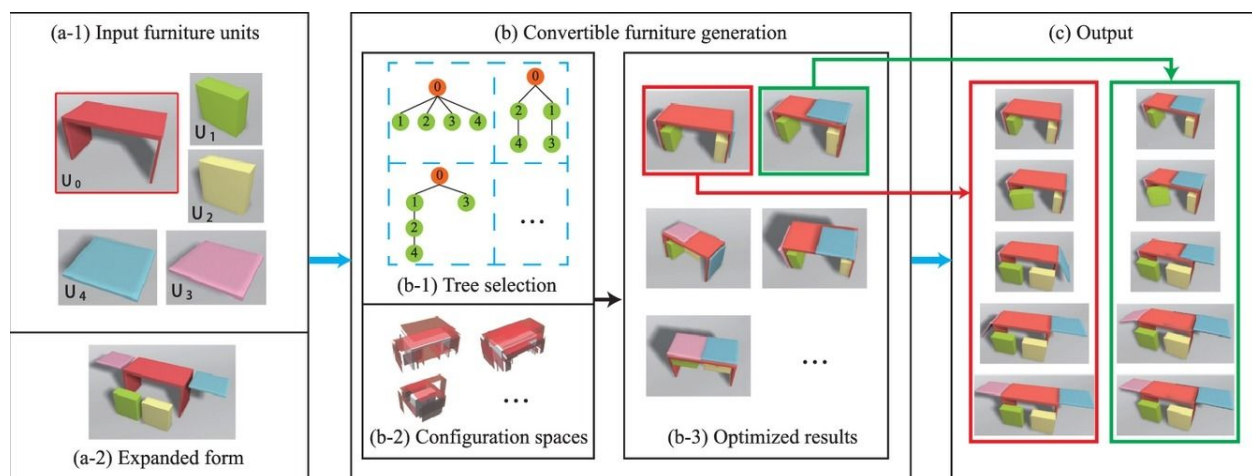 (a-1) Input furniture units
U0
U1
U2
U4
U3
(a-2) Expanded form
(b) Convertible furniture generation
0
1
2
3
4
0
2
1
4
3
0
1
3
2
4
...
(b-1) Tree selection
...
(b-2) Configuration spaces
...
(b-3) Optimized results
(c) Output